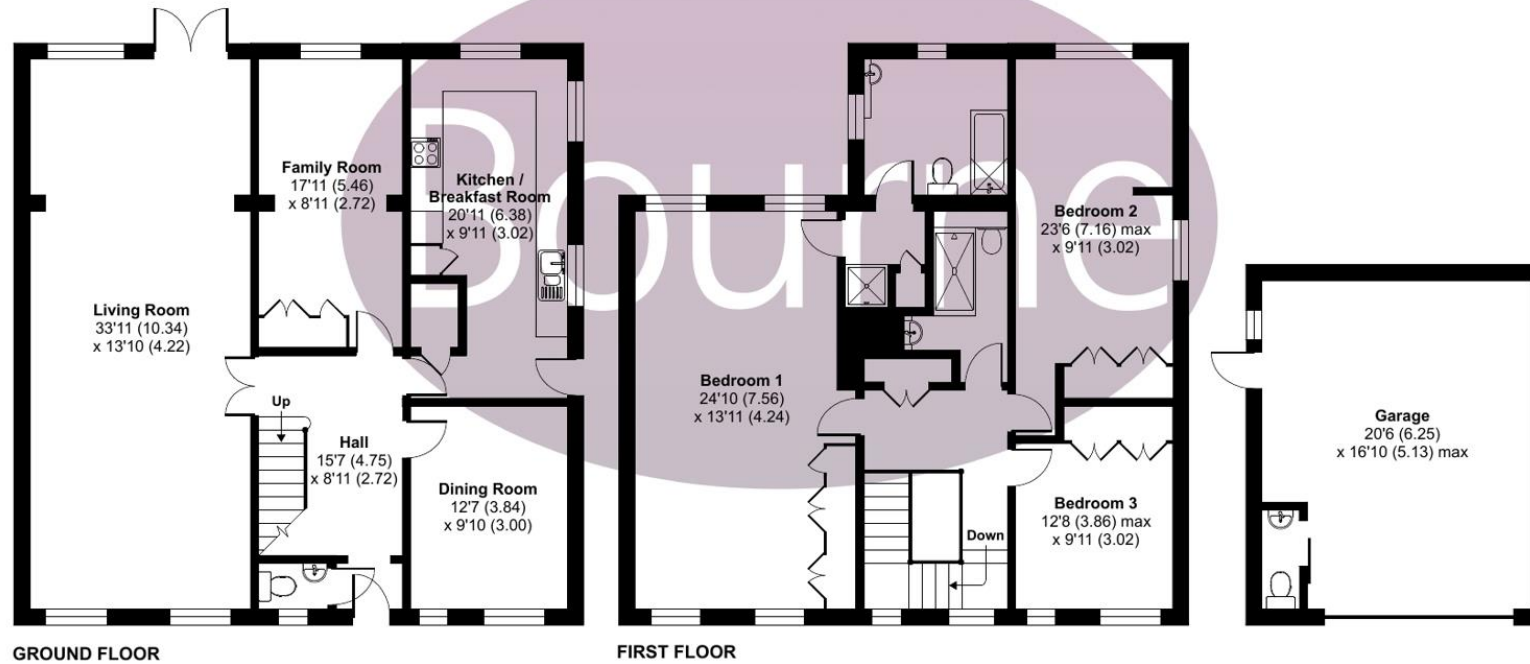 Bourne
Family Room
17'11 (5.46)
x 8'11 (2.72)
Kitchen /
Breakfast Room
20'11 (6.38)
x 9'11 (3.02)
Living Room
33'11 (10.34)
x 13'10 (4.22)
Up
Hall
15'7 (4.75)
x 8'11 (2.72)
Dining Room
12'7 (3.84)
x 9'10 (3.00)
GROUND FLOOR
Bedroom 2
23'6 (7.16) max
x 9'11 (3.02)
Bedroom 1
24'10 (7.56)
x 13'11 (4.24)
Bedroom 3
12'8 (3.86) max
x 9'11 (3.02)
Down
FIRST FLOOR
Garage
20'6 (6.25)
x 16'10 (5.13) max